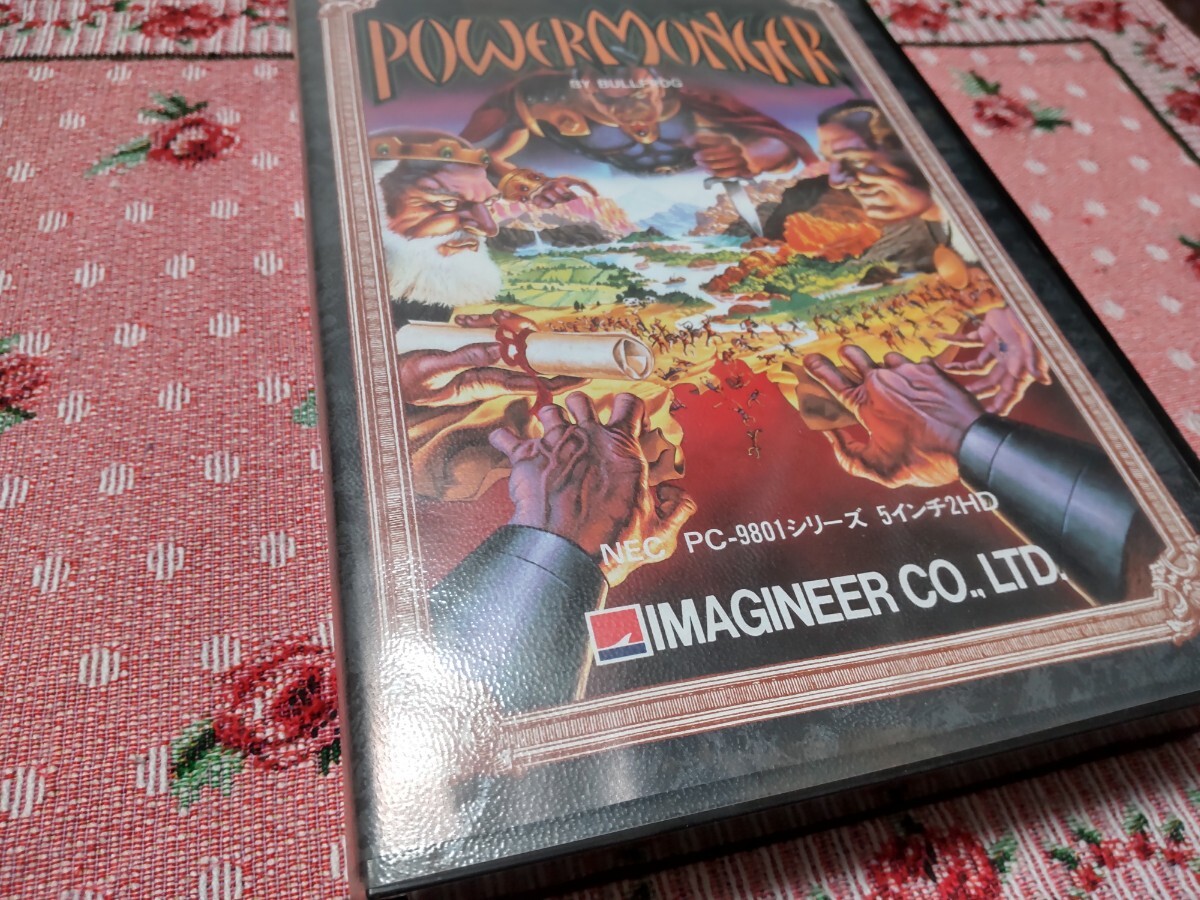 POWERMONGER
BY BULLFROG
NEC PC-9801シリーズ 5インチ2HD
IMAGINEER CO., LTD.